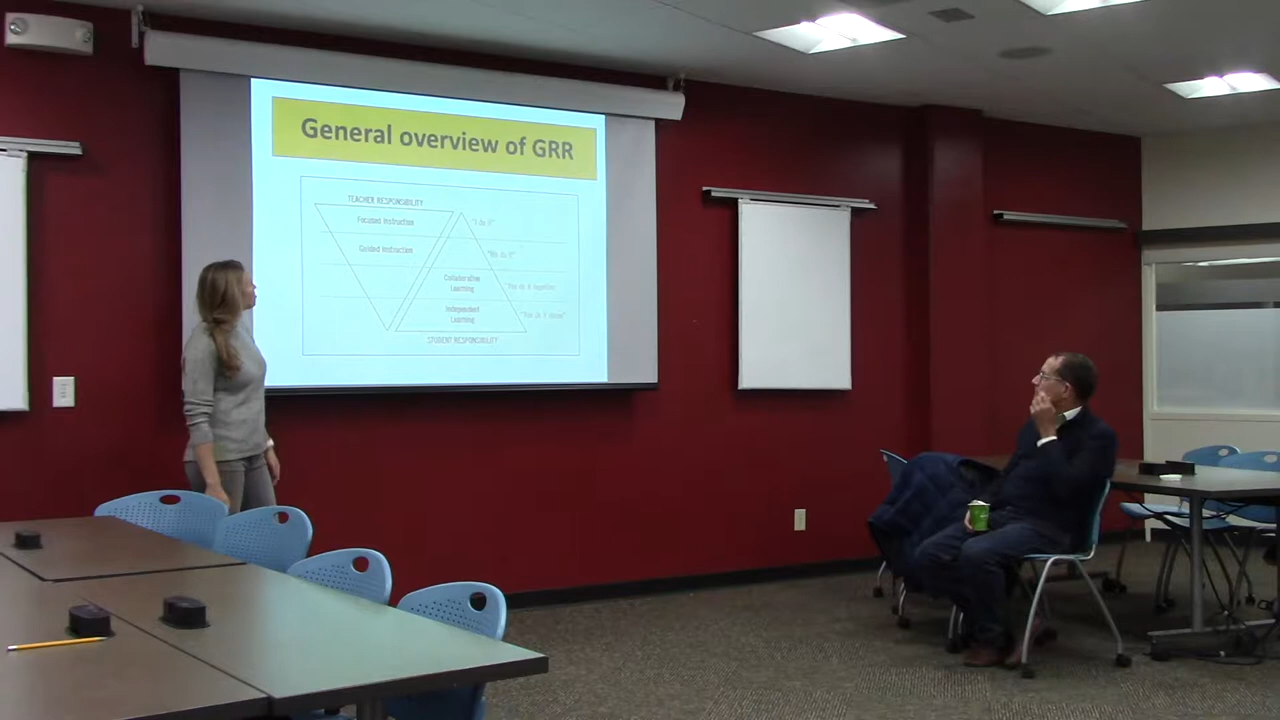 General overview of GRR
TEACHER RESPONSIBILITY
Focused Instruction
"I do it"
Guided Instruction
"We do it"
Collaborative
Learning
"You do it together"
Independent
Learning
"You do it alone"
STUDENT RESPONSIBILITY